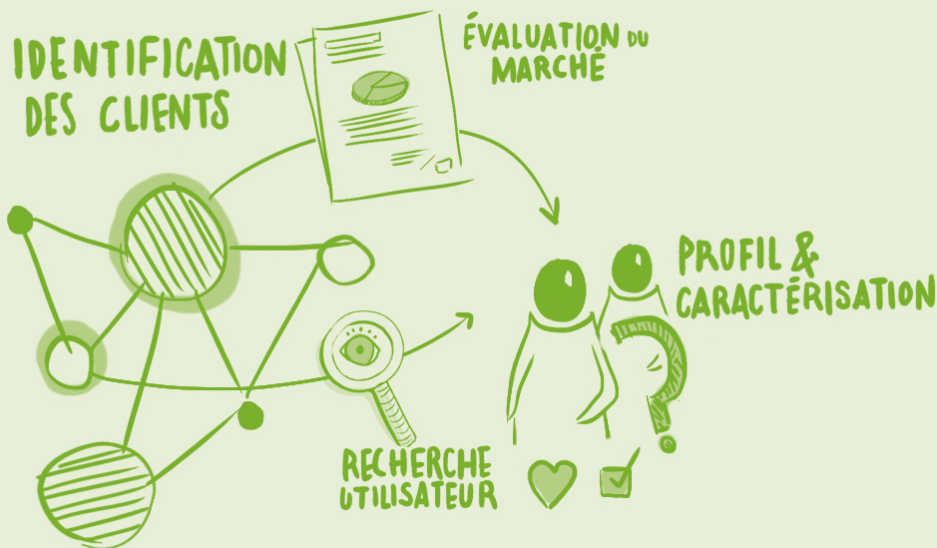 IDENTIFICATION
DES CLIENTS
ÉVALUATION DU
MARCHÉ
PROFIL &
CARACTÉRISATION
RECHERCHE
UTILISATEUR